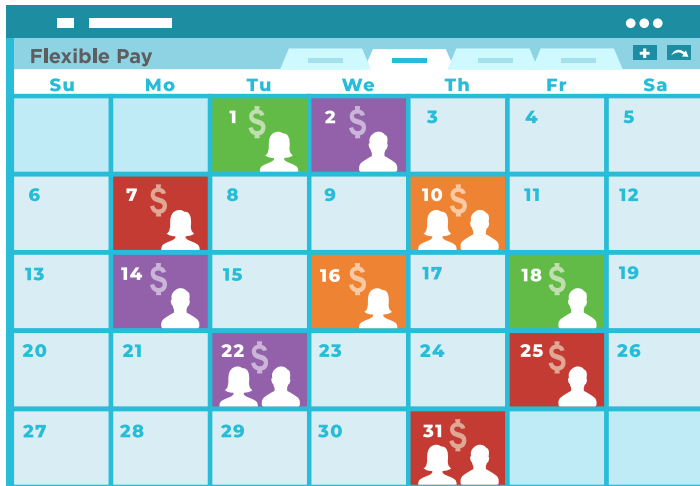 Flexible Pay
Su Mo Tu We Th Fr Sa
1 $ 2 $ 3 4 5
6 7 $ 8 9 10 $ 11 12
13 14 $ 15 16 $ 17 18 $ 19
20 21 22 $ 23 24 25 $ 26
27 28 29 30 31 $